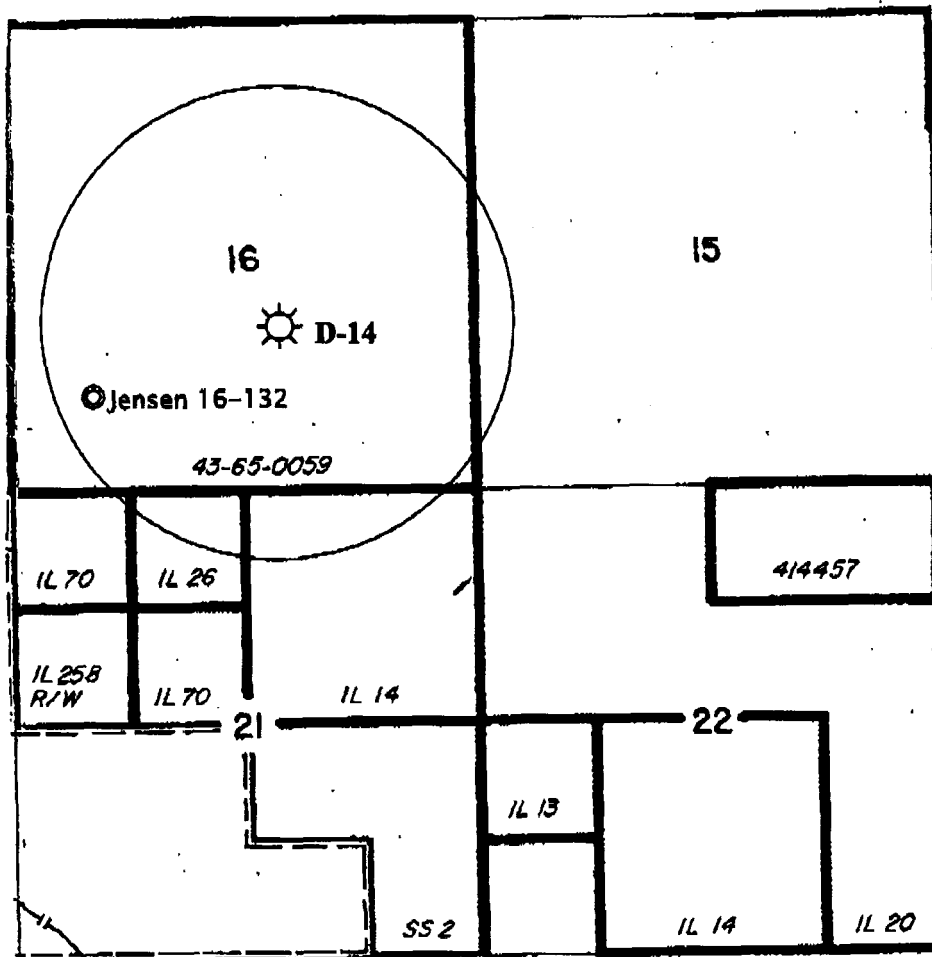 16
15
D-14
Jensen 16-132
43-65-0059
IL 70
IL 26
414457
IL 258
R/W
IL 70
IL 14
21
22
IL 13
SS 2
IL 14
IL 20